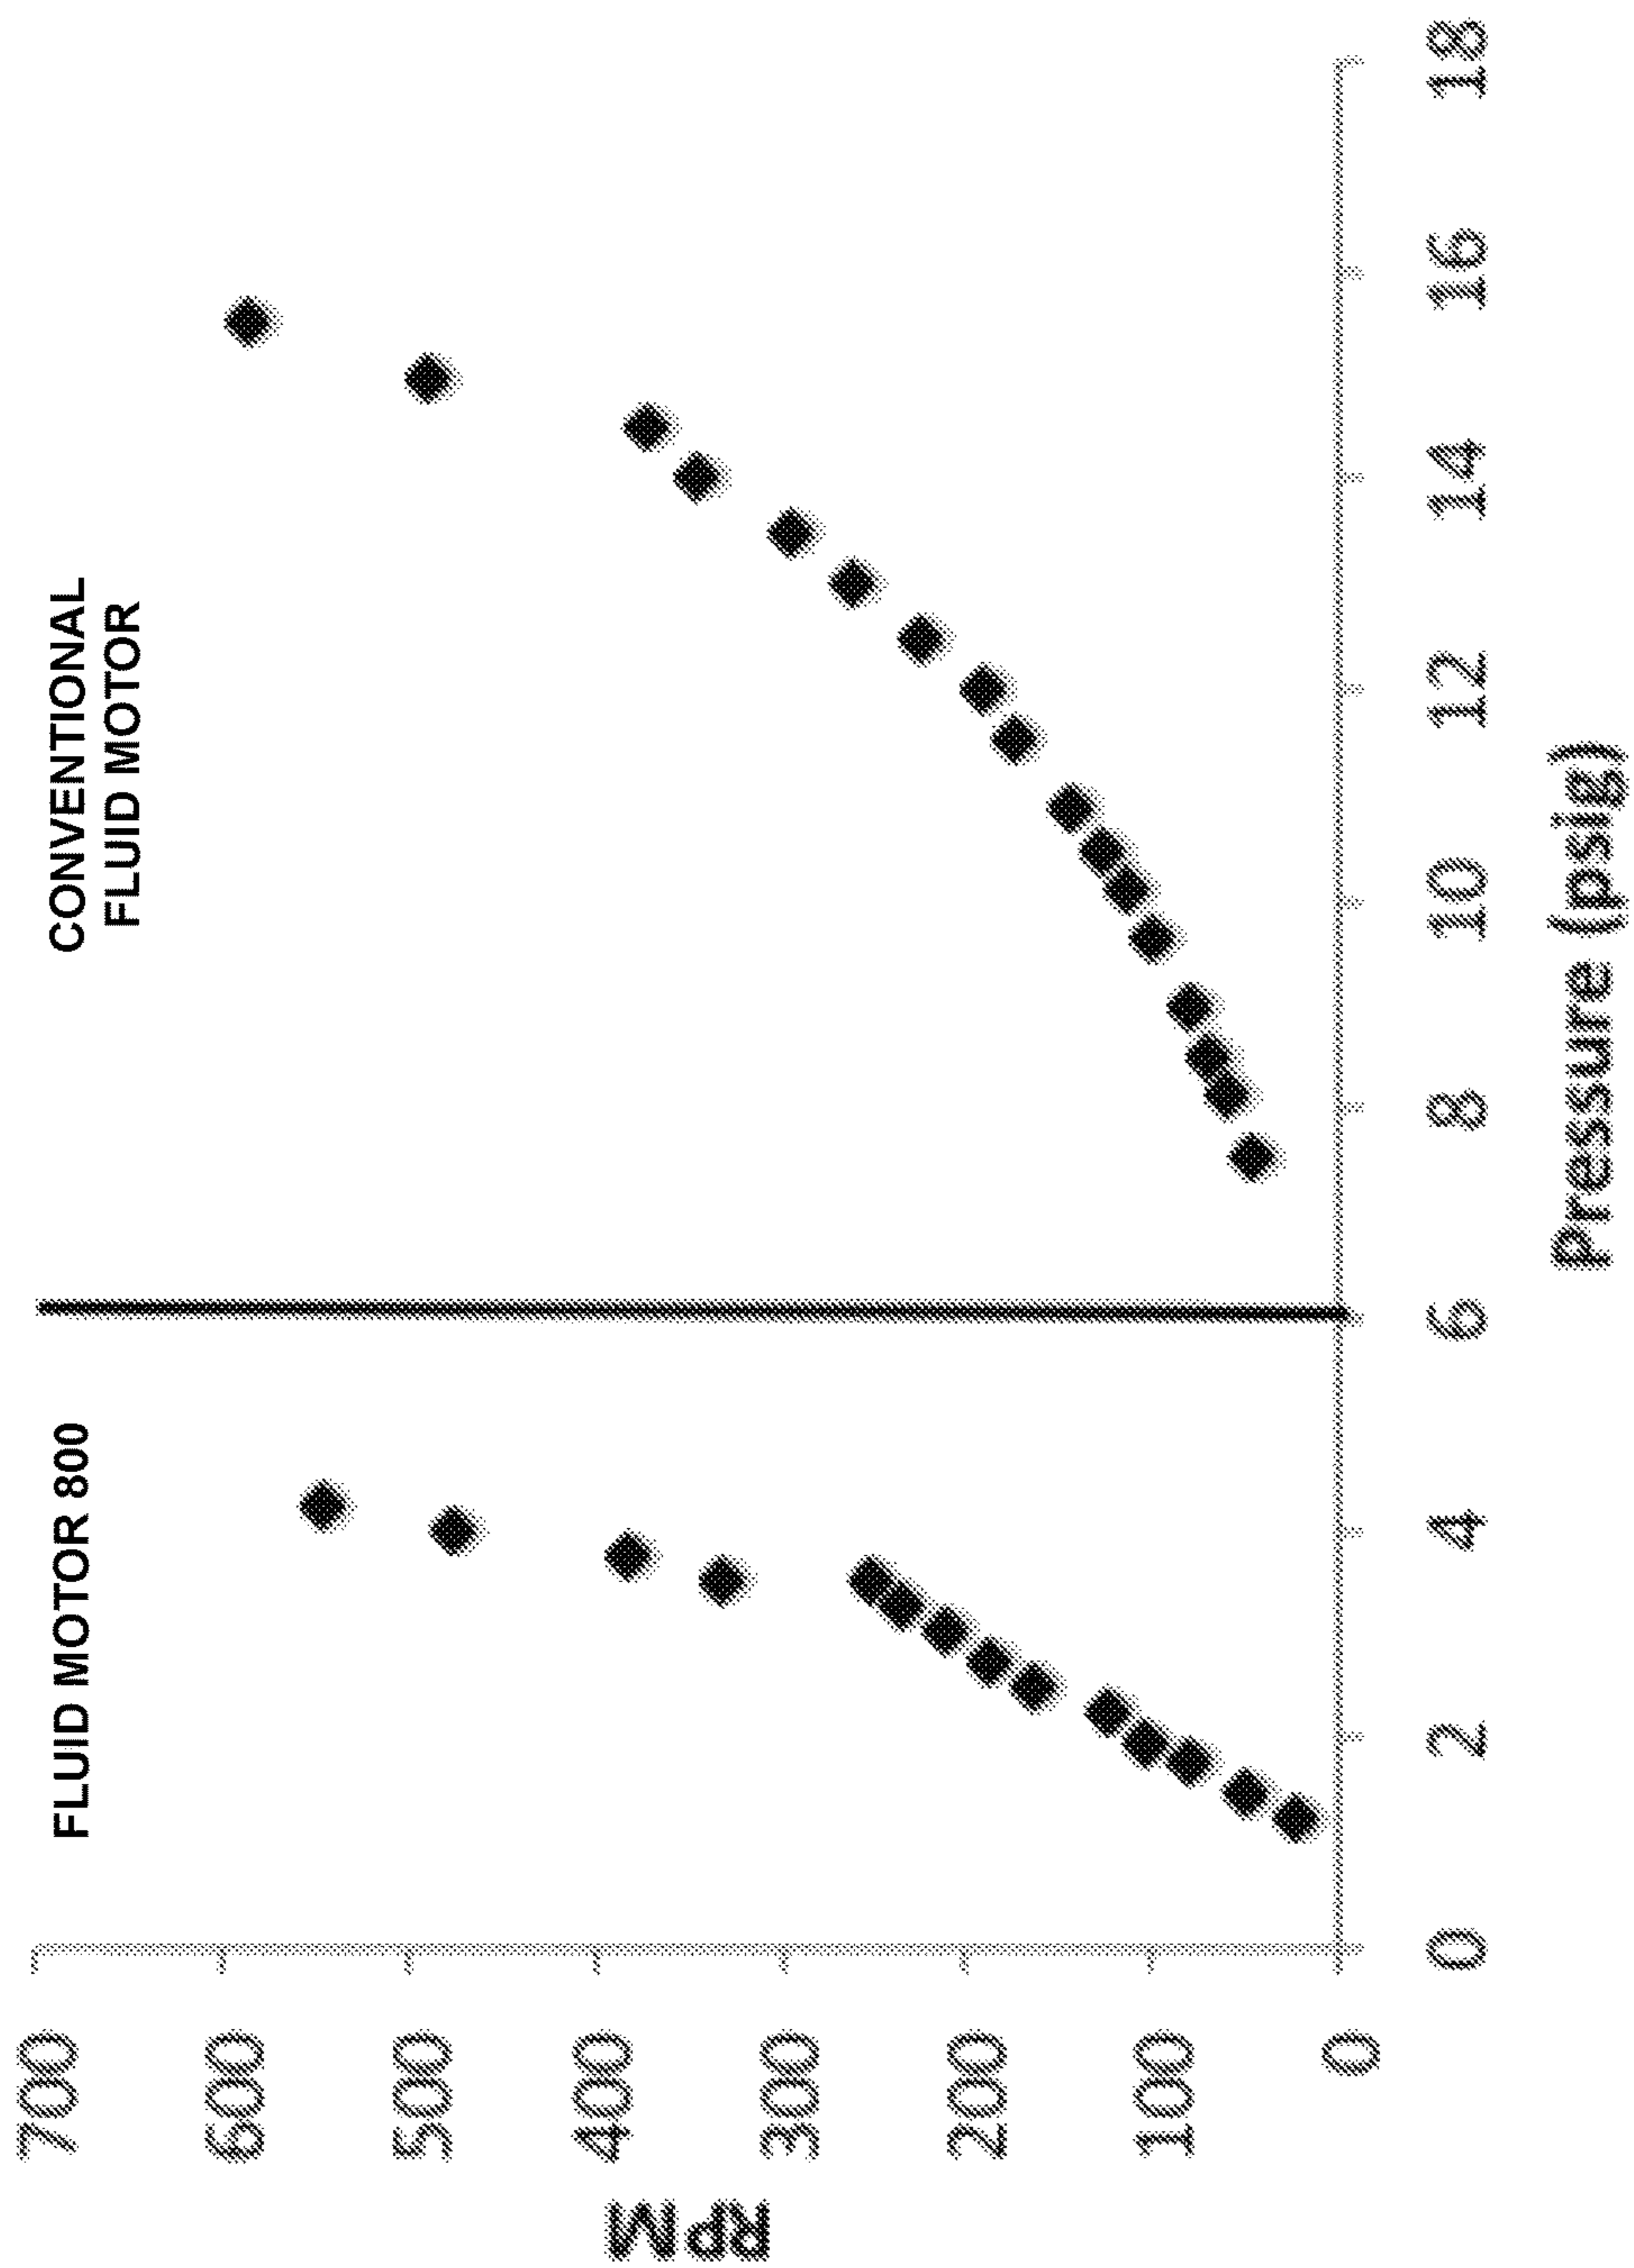 FLUID MOTOR 800
CONVENTIONAL
FLUID MOTOR
RPM
700
600
500
400
300
200
100
0
0 2 4 6 8 10 12 14 16 18
Pressure (psig)